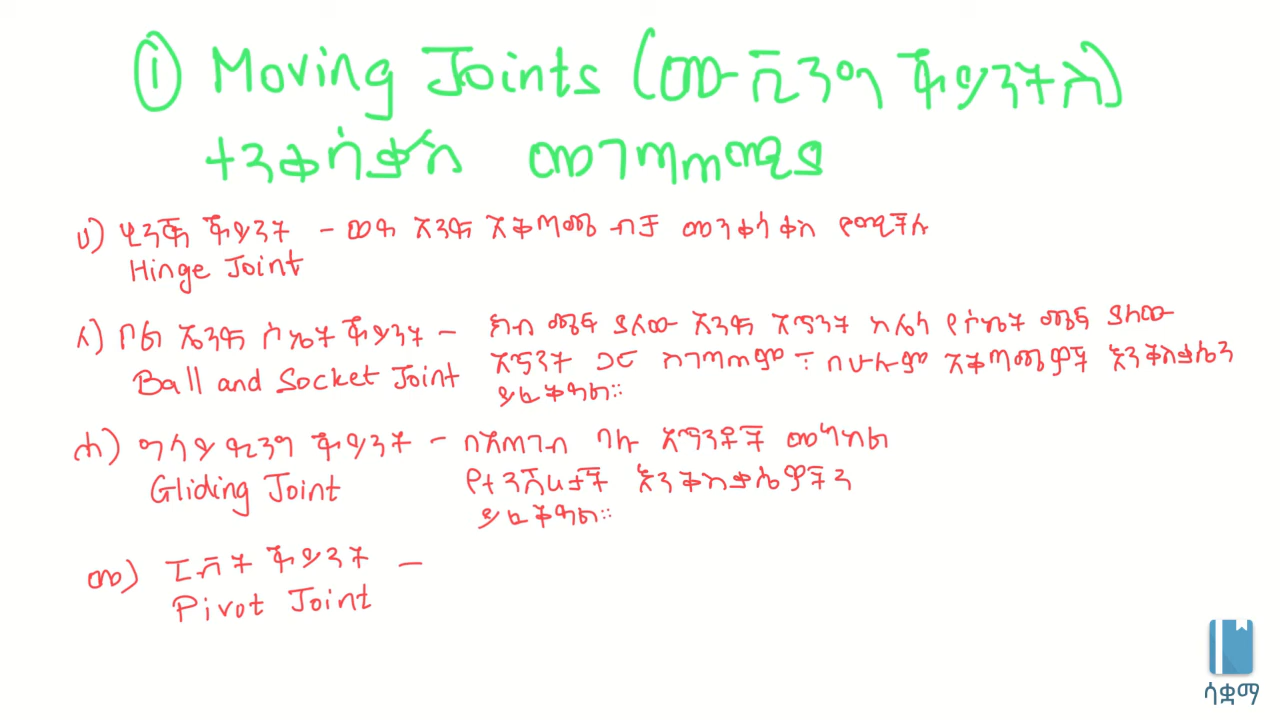 ① Moving Joints (ሙቪንግ ጆይንትስ)
ተንቀሳቃሽ መገጣጠሚያ
ሀ) ሂንጅ ጆይንት - ወደ አንድ አቅጣጫ ብቻ መንቀሳቀስ የሚችሉ
Hinge Joint
ለ) ቦል ኤንድ ሶኬት ጆይንት - ክብ ጫፍ ያለው አንድ አጥንት ከሌላ የሶኬት ጫፍ ያለው
Ball and Socket Joint አጥንት ጋር ስገጣጠም ፥ በሁሉም አቅጣጫዎች እንቅስቃሴን
ይፈቅዳል።
ሐ) ግላይዲንግ ጆይንት - በአጠገብ ባሉ አጥንቶች መካከል
Gliding Joint የተንሸራታች እንቅስቃሴዎችን
ይፈቅዳል።
መ) ፒቮት ጆይንት -
Pivot Joint
ሳቋማ